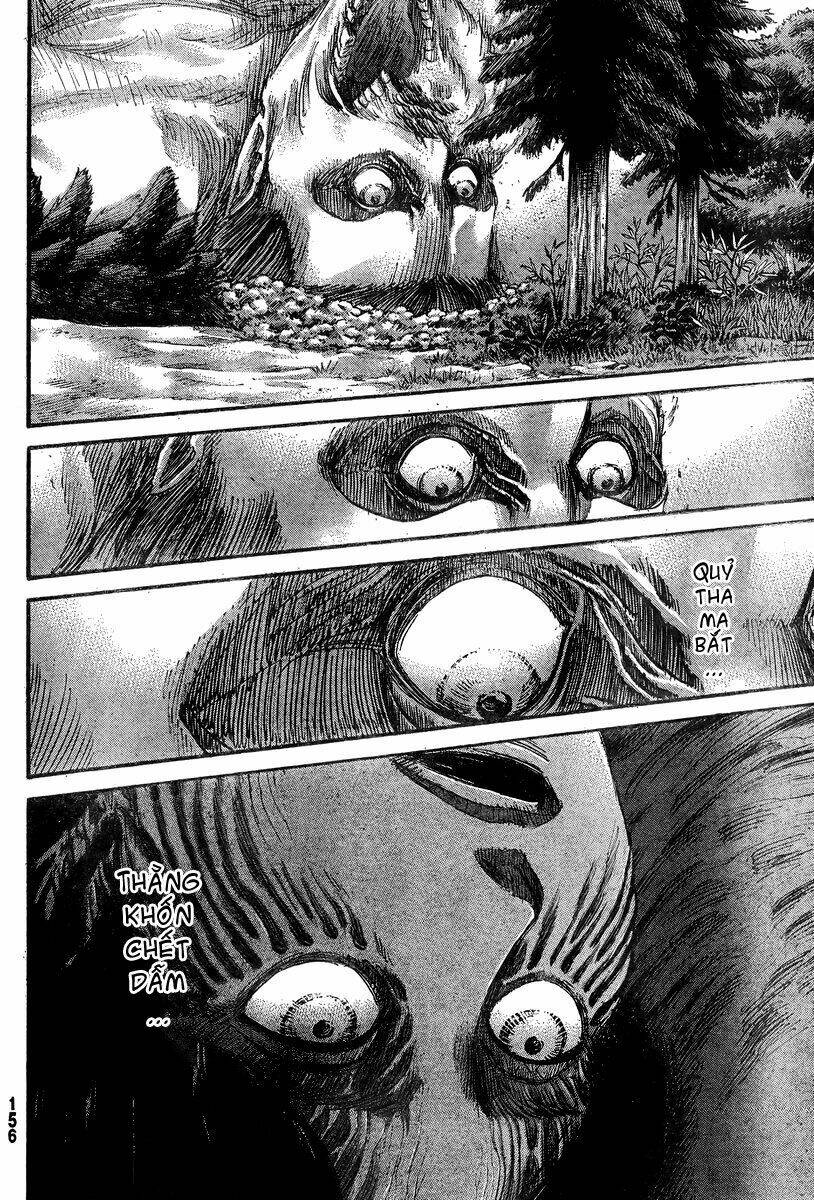 QUỶ
THA
MA
BẮT
...
THẰNG
KHỐN
CHẾT
DẪM
...
156